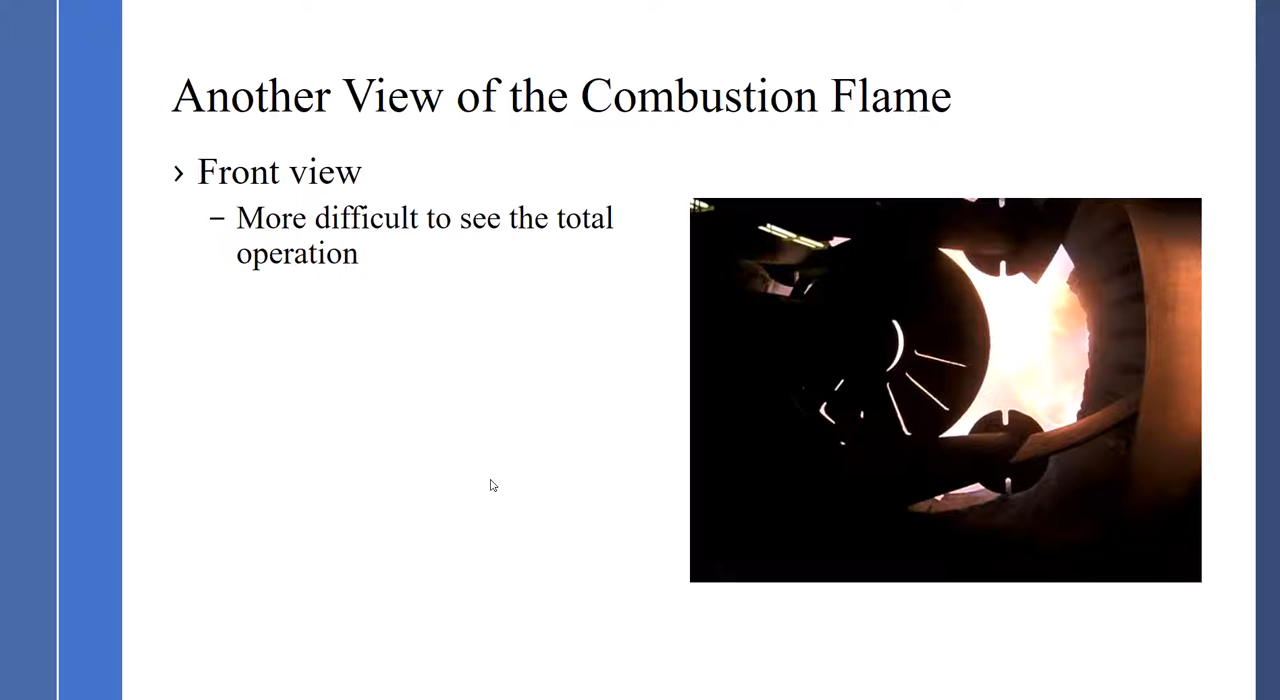 Another View of the Combustion Flame
› Front view
– More difficult to see the total
operation